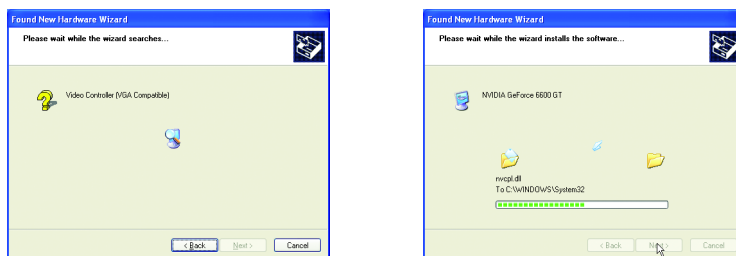 Found New Hardware Wizard
Please wait while the wizard searches...
Video Controller (VGA Compatible)
< Back Next > Cancel
Found New Hardware Wizard
Please wait while the wizard installs the software...
NVIDIA GeForce 6600 GT
nvcpl.dll
To C:\WINDOWS\System32
< Back Next > Cancel